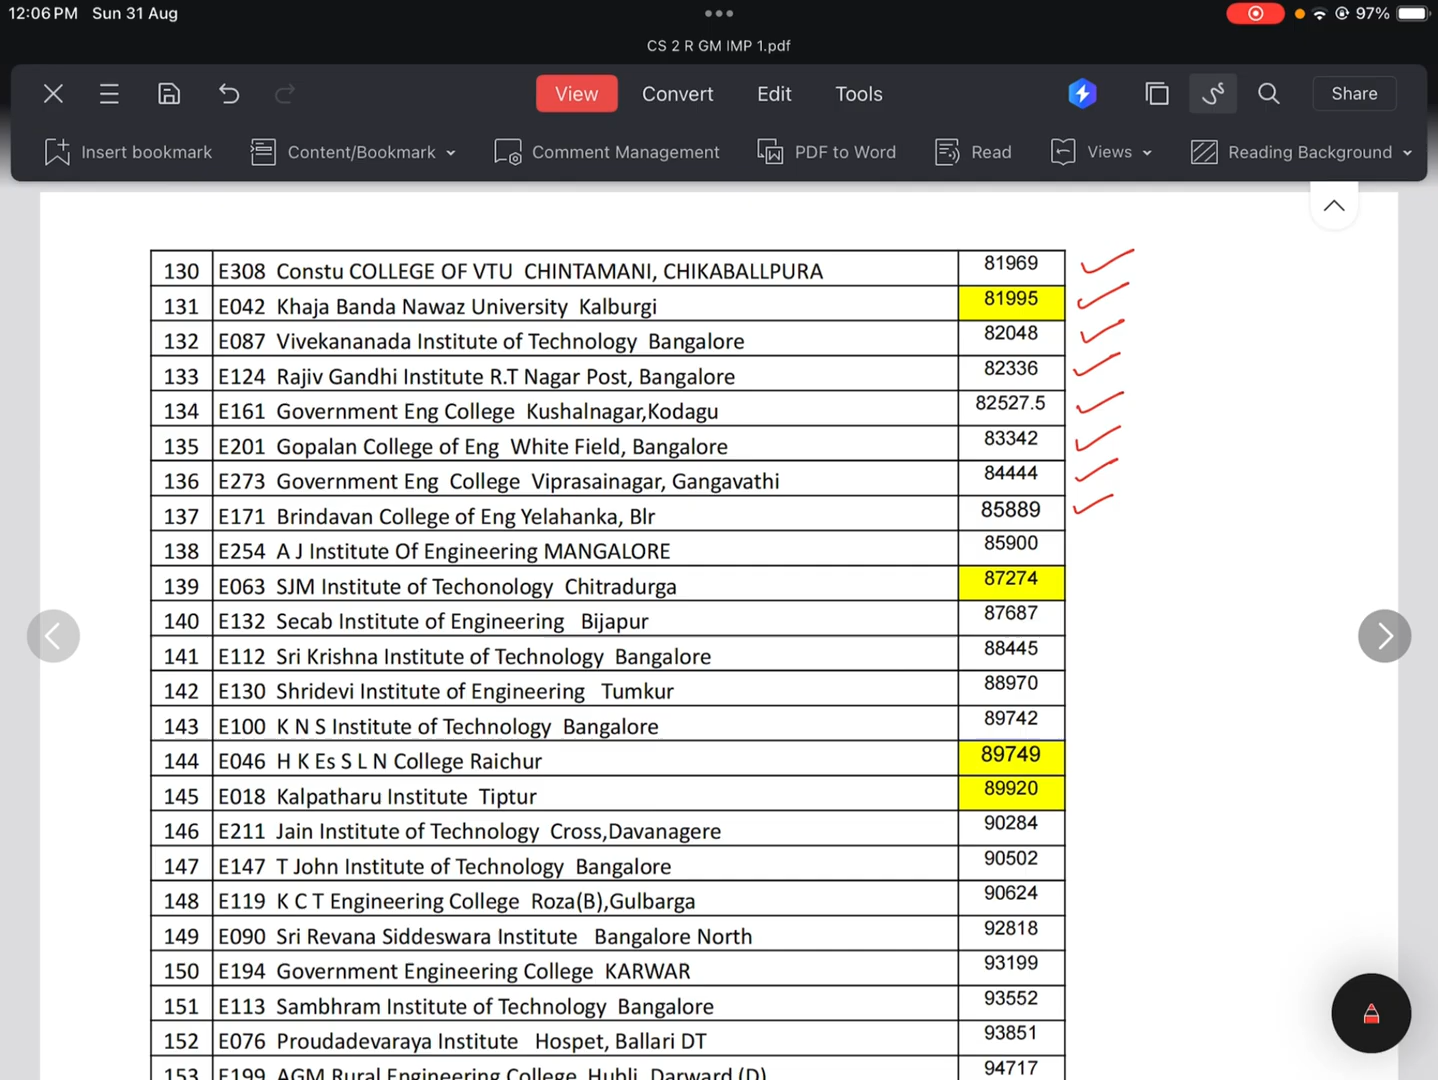 12:06 PM Sun 31 Aug
97%
CS 2 R GM IMP 1.pdf
View Convert Edit Tools Share
Insert bookmark Content/Bookmark Comment Management PDF to Word Read Views Reading Background
130 E308 Constu COLLEGE OF VTU CHINTAMANI, CHIKABALLPURA 81969
131 E042 Khaja Banda Nawaz University Kalburgi 81995
132 E087 Vivekananada Institute of Technology Bangalore 82048
133 E124 Rajiv Gandhi Institute R.T Nagar Post, Bangalore 82336
134 E161 Government Eng College Kushalnagar,Kodagu 82527.5
135 E201 Gopalan College of Eng White Field, Bangalore 83342
136 E273 Government Eng College Viprasainagar, Gangavathi 84444
137 E171 Brindavan College of Eng Yelahanka, Blr 85889
138 E254 A J Institute Of Engineering MANGALORE 85900
139 E063 SJM Institute of Techonology Chitradurga 87274
140 E132 Secab Institute of Engineering Bijapur 87687
141 E112 Sri Krishna Institute of Technology Bangalore 88445
142 E130 Shridevi Institute of Engineering Tumkur 88970
143 E100 K N S Institute of Technology Bangalore 89742
144 E046 H K Es S L N College Raichur 89749
145 E018 Kalpatharu Institute Tiptur 89920
146 E211 Jain Institute of Technology Cross,Davanagere 90284
147 E147 T John Institute of Technology Bangalore 90502
148 E119 K C T Engineering College Roza(B),Gulbarga 90624
149 E090 Sri Revana Siddeswara Institute Bangalore North 92818
150 E194 Government Engineering College KARWAR 93199
151 E113 Sambhram Institute of Technology Bangalore 93552
152 E076 Proudadevaraya Institute Hospet, Ballari DT 93851
153 E199 AGM Rural Engineering College Hubli, Darward (D) 94717